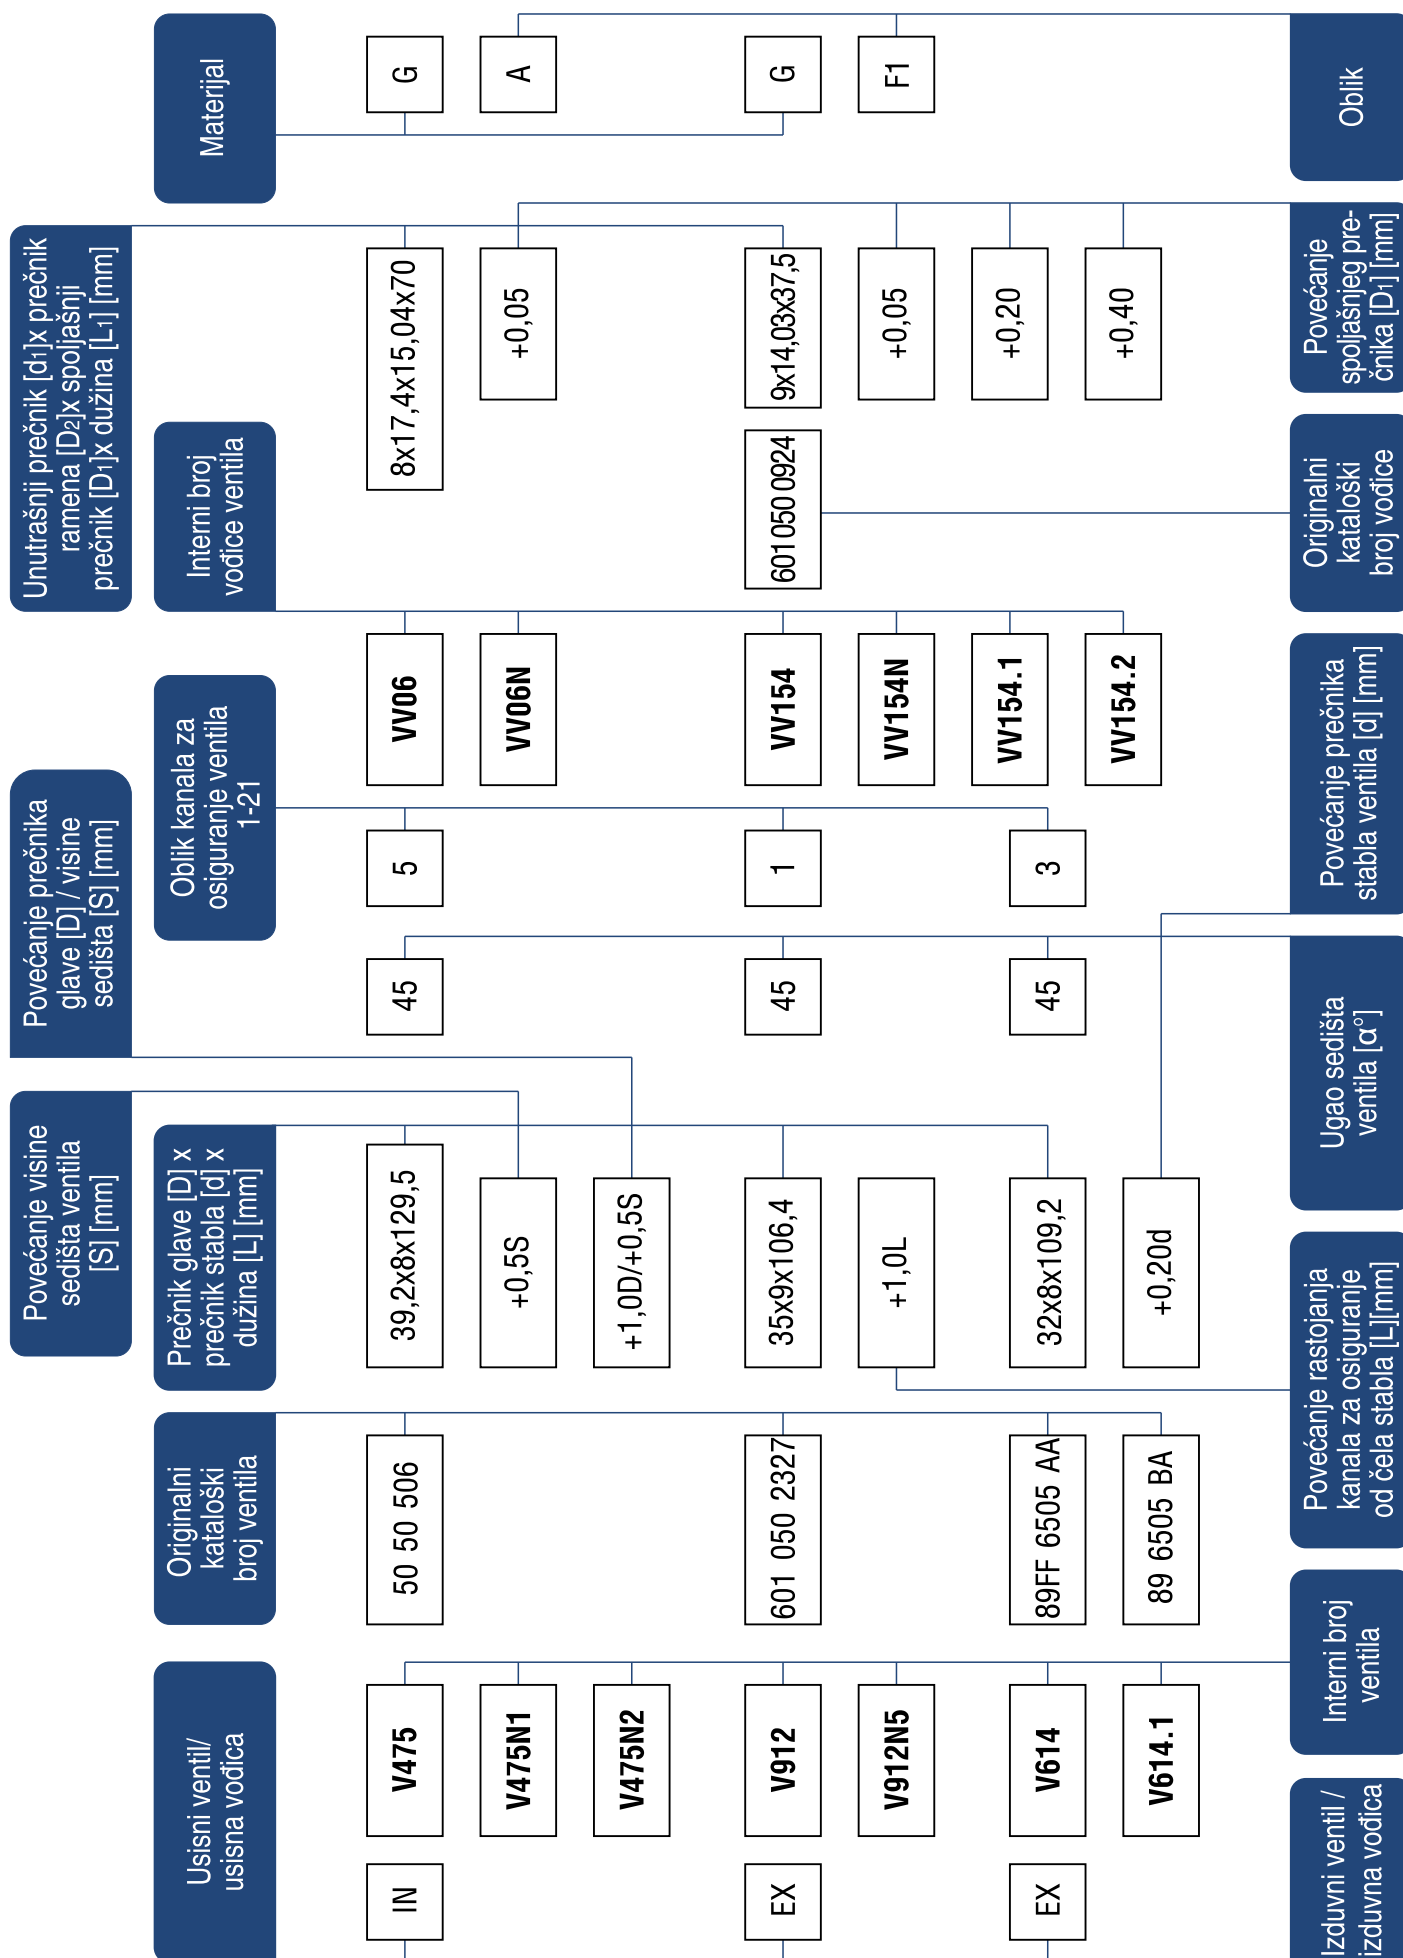 Usisni ventil/
usisna vođica
Originalni
kataloški
broj ventila
Povećanje visine
sedišta ventila
[S] [mm]
Prečnik glave [D] x
prečnik stabla [d] x
dužina [L] [mm]
Povećanje prečnika
glave [D] / visine
sedišta [S] [mm]
Oblik kanala za
osiguranje ventila
1-21
Unutrašnji prečnik [d1]x prečnik
ramena [D2]x spoljašnji
prečnik [D1]x dužina [L1] [mm]
Interni broj
vođice ventila
Materijal
IN
V475
50 50 506
39,2x8x129,5
45
5
VV06
8x17,4x15,04x70
G
V475N1
+0,5S
VV06N
+0,05
A
V475N2
+1,0D/+0,5S
EX
V912
601 050 2327
35x9x106,4
45
1
VV154
601 050 0924
9x14,03x37,5
G
V912N5
+1,0L
VV154N
+0,05
F1
EX
V614
89FF 6505 AA
32x8x109,2
45
3
VV154.1
+0,20
V614.1
89 6505 BA
+0,20d
VV154.2
+0,40
Izduvni ventil /
izduvna vođica
Interni broj
ventila
Povećanje rastojanja
kanala za osiguranje
od čela stabla [L][mm]
Ugao sedišta
ventila [α°]
Povećanje prečnika
stabla ventila [d] [mm]
Originalni
kataloški
broj vođice
Povećanje
spoljašnjeg pre-
čnika [D1] [mm]
Oblik